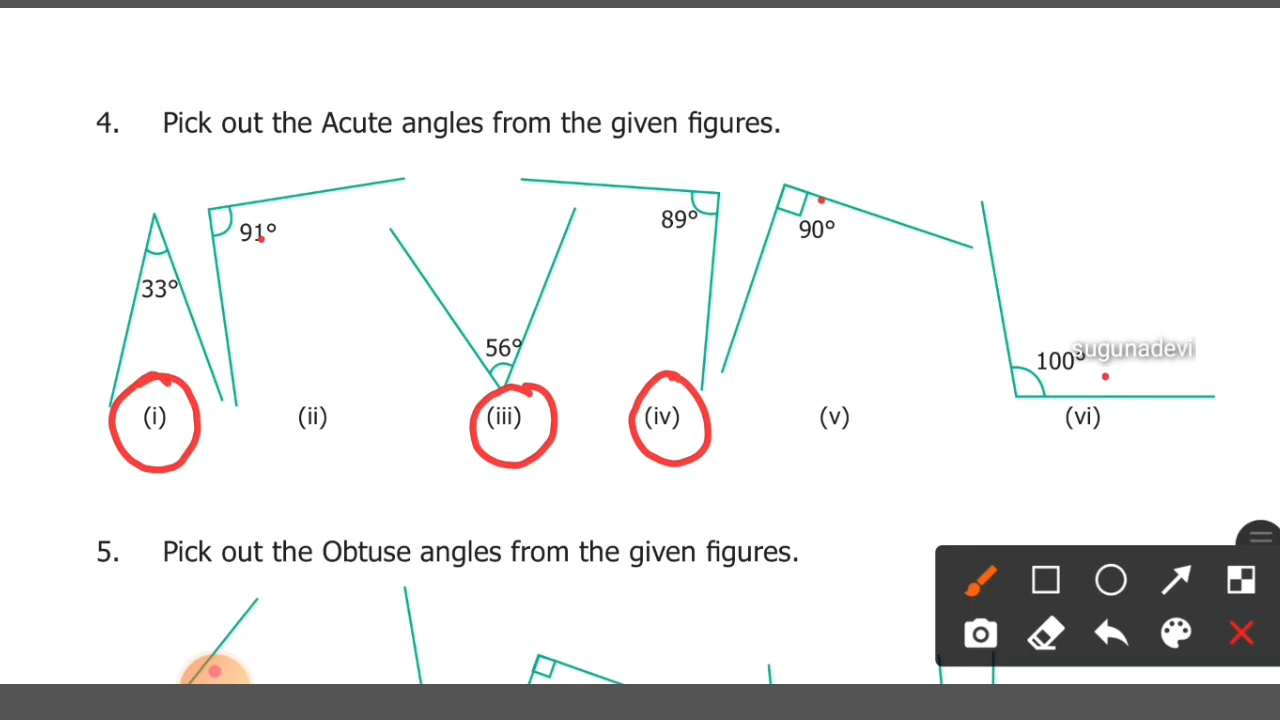 4. Pick out the Acute angles from the given figures.
91°
89°
90°
33°
56°
100°
sugunadevi
(i) (ii) (iii) (iv) (v) (vi)
5. Pick out the Obtuse angles from the given figures.